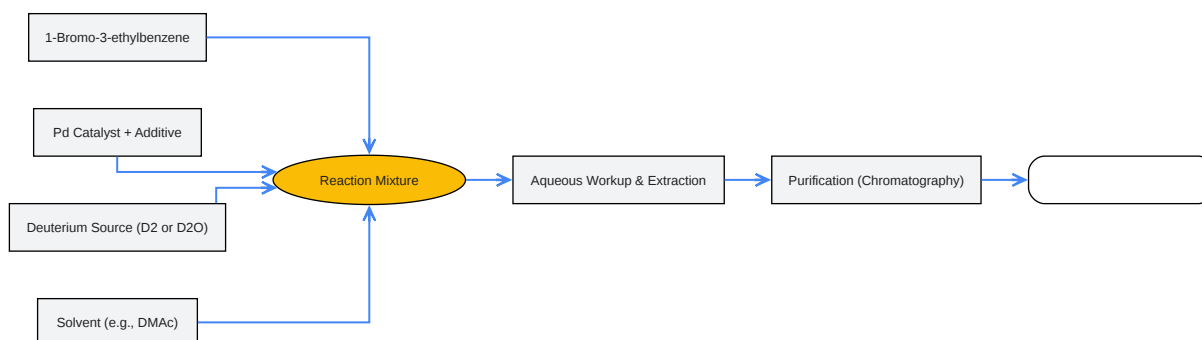 1-Bromo-3-ethylbenzene
Pd Catalyst + Additive
Reaction Mixture
Aqueous Workup & Extraction
Purification (Chromatography)
Deuterium Source (D2 or D2O)
Solvent (e.g., DMAc)